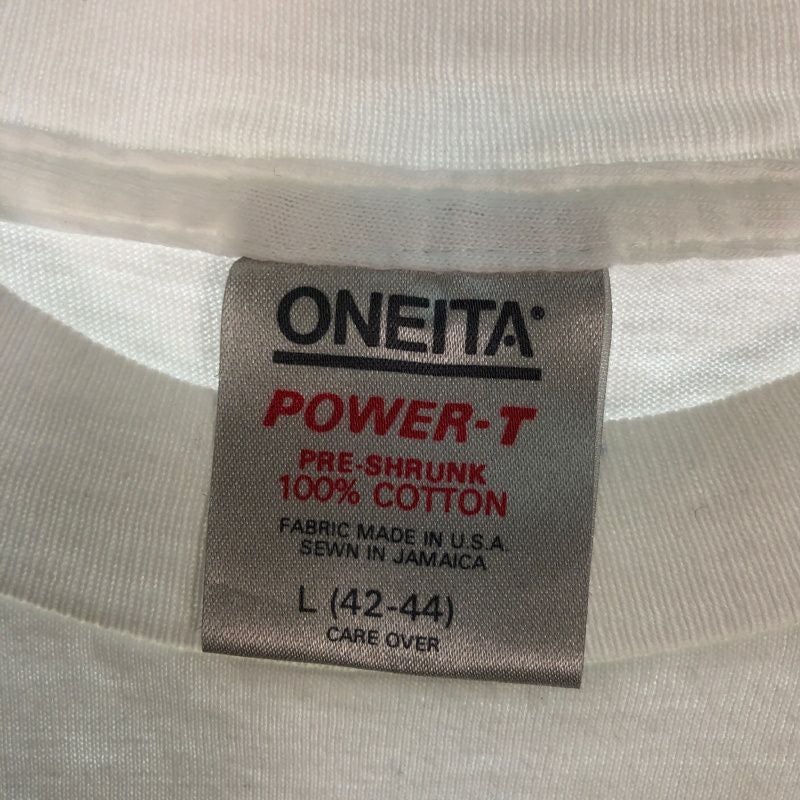 ONEITA®
POWER-T
PRE-SHRUNK
100% COTTON
FABRIC MADE IN U.S.A.
SEWN IN JAMAICA
L (42-44)
CARE OVER